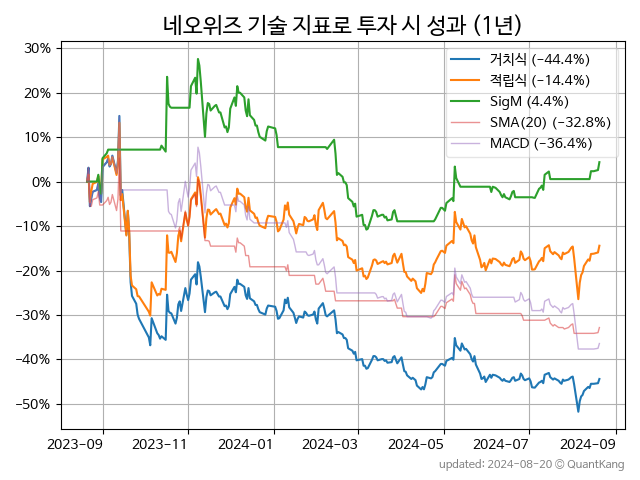 네오위즈 기술 지표로 투자 시 성과 (1년)
거치식 (−44.4%)
적립식 (−14.4%)
SigM (4.4%)
SMA(20) (−32.8%)
MACD (−36.4%)
30%
20%
10%
0%
−10%
−20%
−30%
−40%
−50%
2023-09 2023-11 2024-01 2024-03 2024-05 2024-07 2024-09
updated: 2024-08-20 © QuantKang